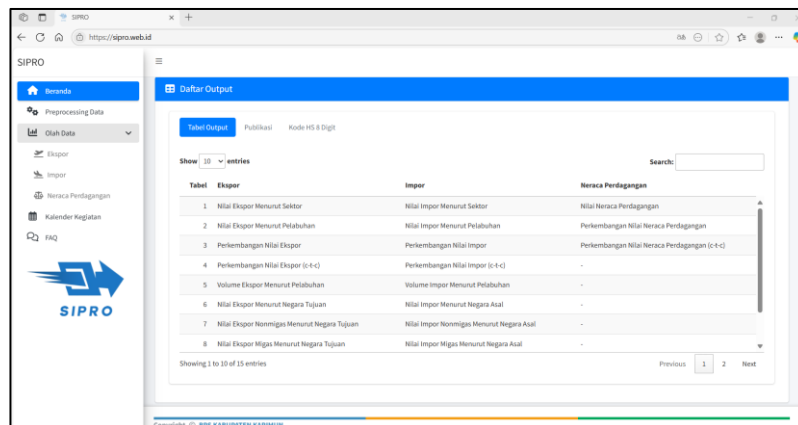 SIPRO
https://sipro.web.id
SIPRO
Beranda
Preprocessing Data
Olah Data
Ekspor
Impor
Neraca Perdagangan
Kalender Kegiatan
FAQ
SIPRO
Daftar Output
Tabel Output Publikasi Kode HS 8 Digit
Show 10 entries Search:
Tabel Ekspor Impor Neraca Perdagangan
1 Nilai Ekspor Menurut Sektor Nilai Impor Menurut Sektor Nilai Neraca Perdagangan
2 Nilai Ekspor Menurut Pelabuhan Nilai Impor Menurut Pelabuhan Perkembangan Nilai Neraca Perdagangan
3 Perkembangan Nilai Ekspor Perkembangan Nilai Impor Perkembangan Nilai Neraca Perdagangan (c-t-c)
4 Perkembangan Nilai Ekspor (c-t-c) Perkembangan Nilai Impor (c-t-c) -
5 Volume Ekspor Menurut Pelabuhan Volume Impor Menurut Pelabuhan -
6 Nilai Ekspor Menurut Negara Tujuan Nilai Impor Menurut Negara Asal -
7 Nilai Ekspor Nonmigas Menurut Negara Tujuan Nilai Impor Nonmigas Menurut Negara Asal -
8 Nilai Ekspor Migas Menurut Negara Tujuan Nilai Impor Migas Menurut Negara Asal -
Showing 1 to 10 of 15 entries Previous 1 2 Next
Copyright © BPS KABUPATEN KARIMUN